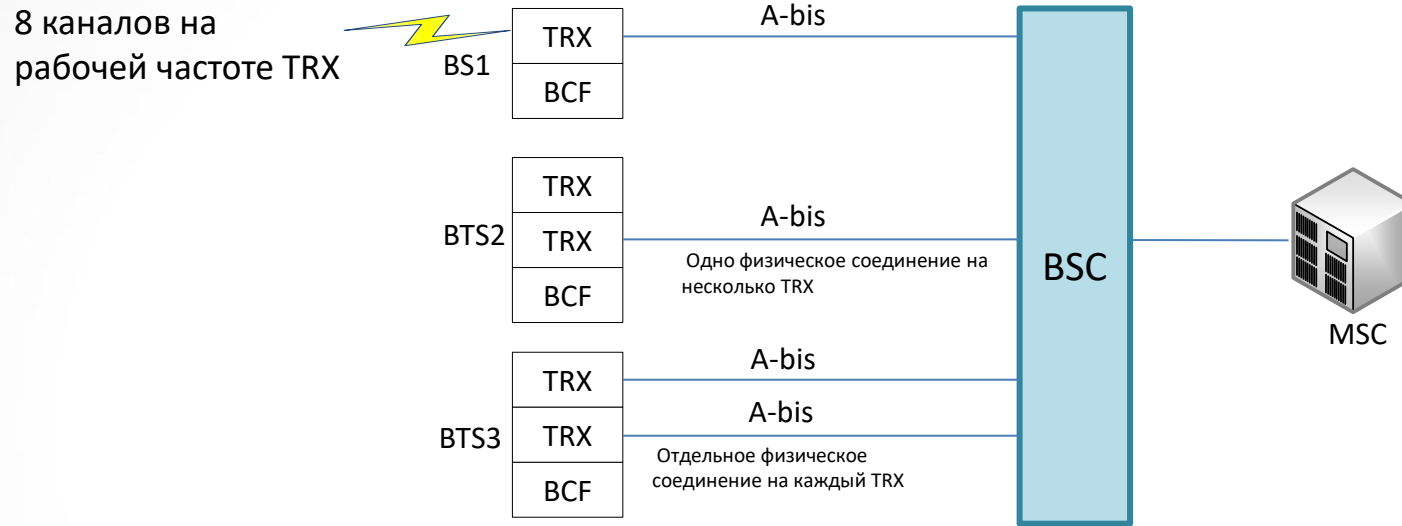 8 каналов на
рабочей частоте TRX
BS1
TRX
BCF
A-bis
BTS2
TRX
TRX
BCF
A-bis
Одно физическое соединение на
несколько TRX
BTS3
TRX
TRX
BCF
A-bis
A-bis
Отдельное физическое
соединение на каждый TRX
BSC
MSC